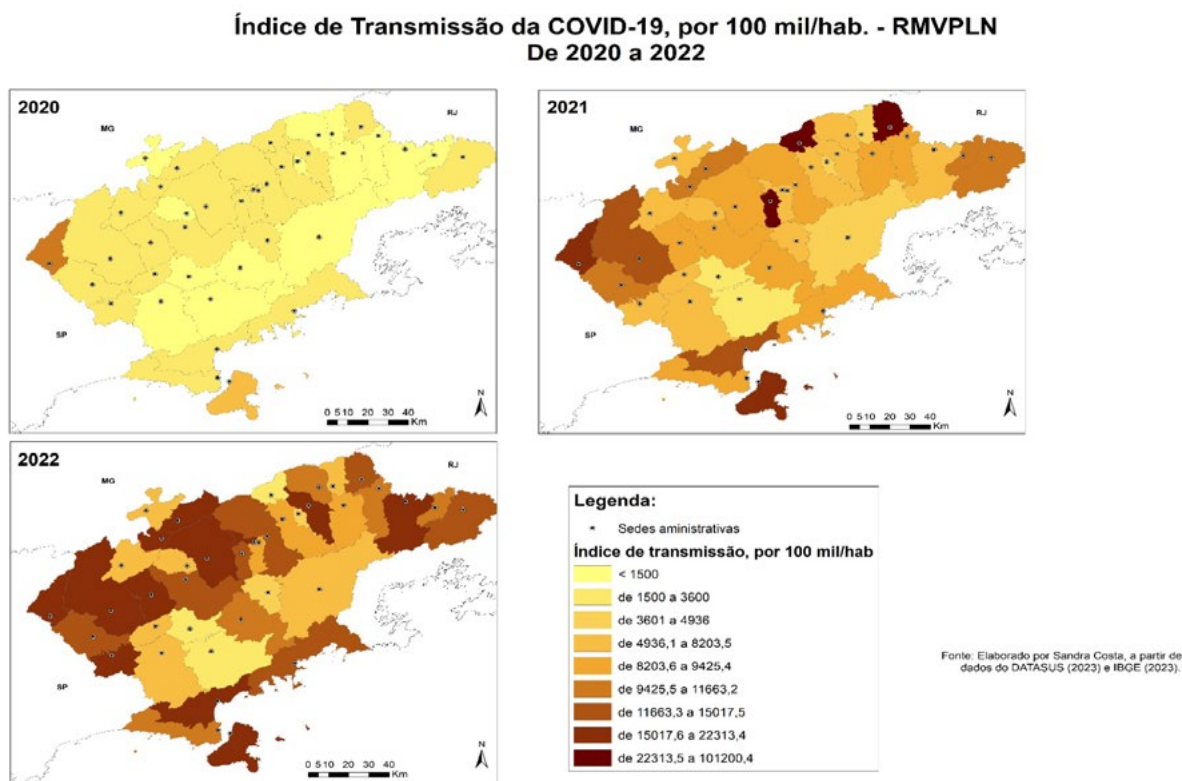 Índice de Transmissão da COVID-19, por 100 mil/hab. - RMVPLN
De 2020 a 2022
2020
MG
RJ
SP
N
0 5 10 20 30 40
Km
2021
MG
RJ
SP
N
0 5 10 20 30 40
Km
2022
MG
RJ
SP
N
0 5 10 20 30 40
Km
Legenda:
Sedes aministrativas
Índice de transmissão, por 100 mil/hab
< 1500
de 1500 a 3600
de 3601 a 4936
de 4936,1 a 8203,5
de 8203,6 a 9425,4
de 9425,5 a 11663,2
de 11663,3 a 15017,5
de 15017,6 a 22313,4
de 22313,5 a 101200,4
Fonte: Elaborado por Sandra Costa, a partir de
dados do DATASUS (2023) e IBGE (2023).